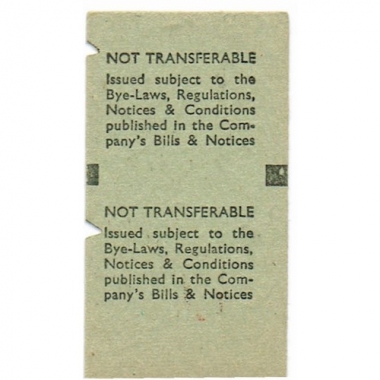 NOT TRANSFERABLE
Issued subject to the
Bye-Laws, Regulations,
Notices & Conditions
published in the Com-
pany's Bills & Notices
NOT TRANSFERABLE
Issued subject to the
Bye-Laws, Regulations,
Notices & Conditions
published in the Com-
pany's Bills & Notices